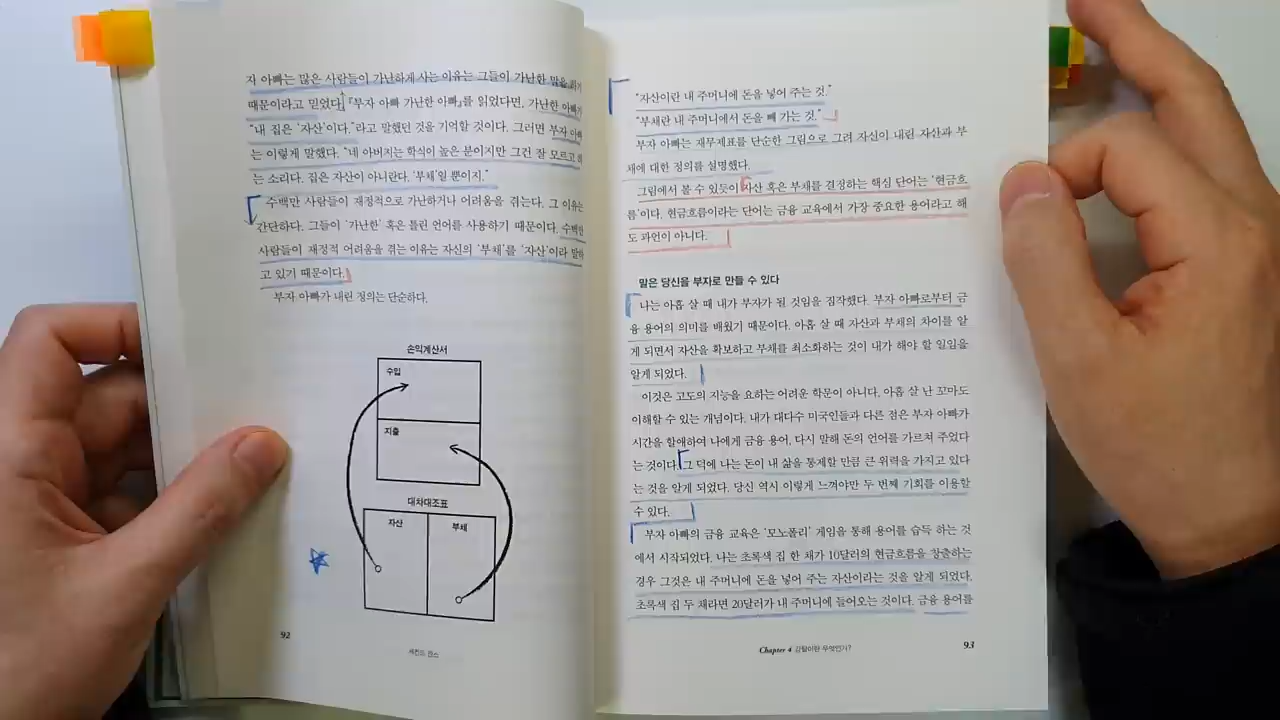 자 아빠는 많은 사람들이 가난하게 사는 이유는 그들이 가난한 말을 하기
때문이라고 믿었다. 『부자 아빠 가난한 아빠』를 읽었다면, 가난한 아빠가
“내 집은 ‘자산’이다.”라고 말했던 것을 기억할 것이다. 그러면 부자 아빠
는 이렇게 말했다. “네 아버지는 학식이 높은 분이지만 그건 잘 모르고 하
는 소리다. 집은 자산이 아니란다. ‘부채’일 뿐이지.”
수백만 사람들이 재정적으로 가난하거나 어려움을 겪는다. 그 이유는
간단하다. 그들이 ‘가난한’ 혹은 틀린 언어를 사용하기 때문이다. 수백만
사람들이 재정적 어려움을 겪는 이유는 자신의 ‘부채’를 ‘자산’이라 말하
고 있기 때문이다.
부자 아빠가 내린 정의는 단순하다.
손익계산서
수입
지출
대차대조표
자산
부채
92
세컨드 찬스
“자산이란 내 주머니에 돈을 넣어 주는 것.”
“부채란 내 주머니에서 돈을 빼 가는 것.”
부자 아빠는 재무제표를 단순한 그림으로 그려 자신이 내린 자산과 부
채에 대한 정의를 설명했다.
그림에서 볼 수 있듯이 자산 혹은 부채를 결정하는 핵심 단어는 ‘현금흐
름’이다. 현금흐름이라는 단어는 금융 교육에서 가장 중요한 용어라고 해
도 과언이 아니다.
말은 당신을 부자로 만들 수 있다
나는 아홉 살 때 내가 부자가 될 것임을 짐작했다. 부자 아빠로부터 금
융 용어의 의미를 배웠기 때문이다. 아홉 살 때 자산과 부채의 차이를 알
게 되면서 자산을 확보하고 부채를 최소화하는 것이 내가 해야 할 일임을
알게 되었다.
이것은 고도의 지능을 요하는 어려운 학문이 아니다. 아홉 살 난 꼬마도
이해할 수 있는 개념이다. 내가 대다수 미국인들과 다른 점은 부자 아빠가
시간을 할애하여 나에게 금융 용어, 다시 말해 돈의 언어를 가르쳐 주었다
는 것이다. 그 덕에 나는 돈이 내 삶을 통제할 만큼 큰 위력을 가지고 있다
는 것을 알게 되었다. 당신 역시 이렇게 느껴야만 두 번째 기회를 이용할
수 있다.
부자 아빠의 금융 교육은 ‘모노폴리’ 게임을 통해 용어를 습득하는 것
에서 시작되었다. 나는 초록색 집 한 채가 10달러의 현금흐름을 창출하는
경우 그것은 내 주머니에 돈을 넣어 주는 자산이라는 것을 알게 되었다.
초록색 집 두 채라면 20달러가 내 주머니에 들어오는 것이다. 금융 용어를
Chapter 4 강탈이란 무엇인가?
93